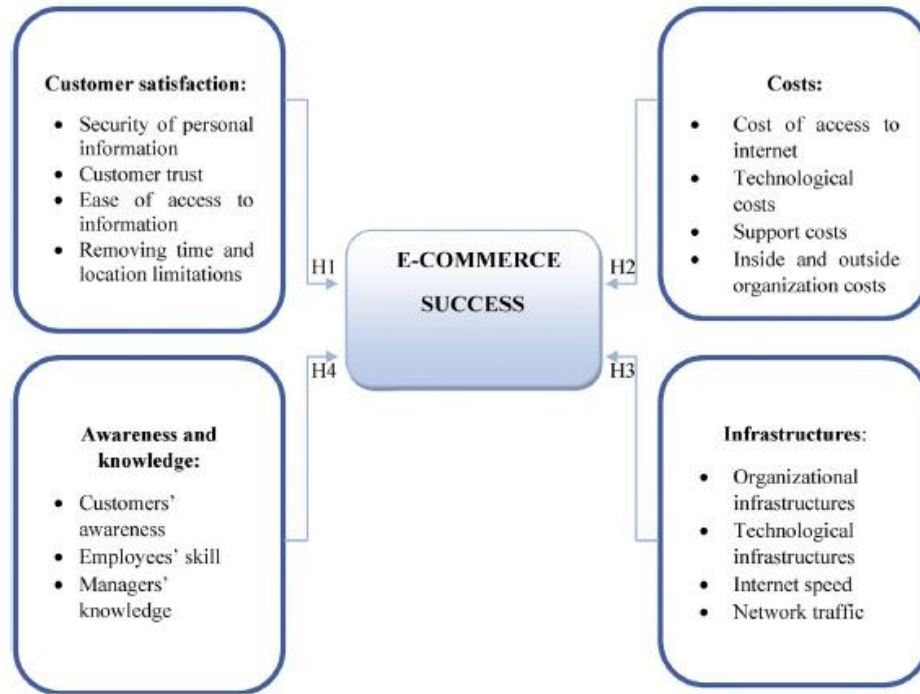 Customer satisfaction:
• Security of personal
information
• Customer trust
• Ease of access to
information
• Removing time and
location limitations
H1
Costs:
• Cost of access to
internet
• Technological
costs
• Support costs
• Inside and outside
organization costs
H2
E-COMMERCE
SUCCESS
Awareness and
knowledge:
• Customers’
awareness
• Employees’ skill
• Managers’
knowledge
H4
Infrastructures:
• Organizational
infrastructures
• Technological
infrastructures
• Internet speed
• Network traffic
H3